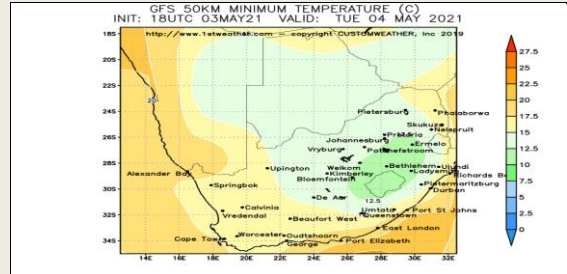 GFS 50KM MINIMUM TEMPERATURE (C)
INIT: 18UTC 03MAY21 VALID: TUE 04 MAY 2021
http://www.1stweather.com copyright CUSTOMWEATHER, Inc 2019
18S
20S
22S
24S
26S
28S
30S
32S
34S
14E 16E 18E 20E 22E 24E 26E 28E 30E 32E
27.5
25
22.5
20
17.5
15
12.5
10
7.5
5
2.5
0
Pietersburg
Phalaborwa
Skukuza
Nelspruit
Pretoria
Johannesburg
Ermelo
Vryburg
Potchefstroom
Welkom
Bethlehem
Ulundi
Alexander Bay
Upington
Kimberley
Ladysmith
Richards B
Bloemfontein
Springbok
Pietermaritzburg
Durban
De Aar
12.5
Calvinia
Umtata
Port St Johns
Vredendal
Beaufort West
Queenstown
East London
Cape Town
Worcester
Oudtshoorn
George
Port Elizabeth